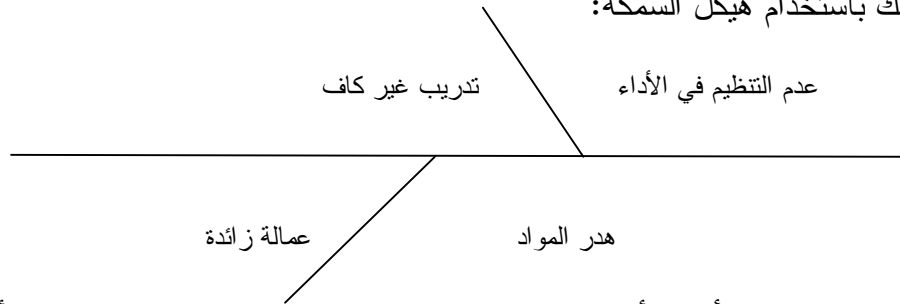 باستخدام هيكل السمكة:
عدم التنظيم في الأداء
تدريب غير كاف
هدر المواد
عمالة زائدة